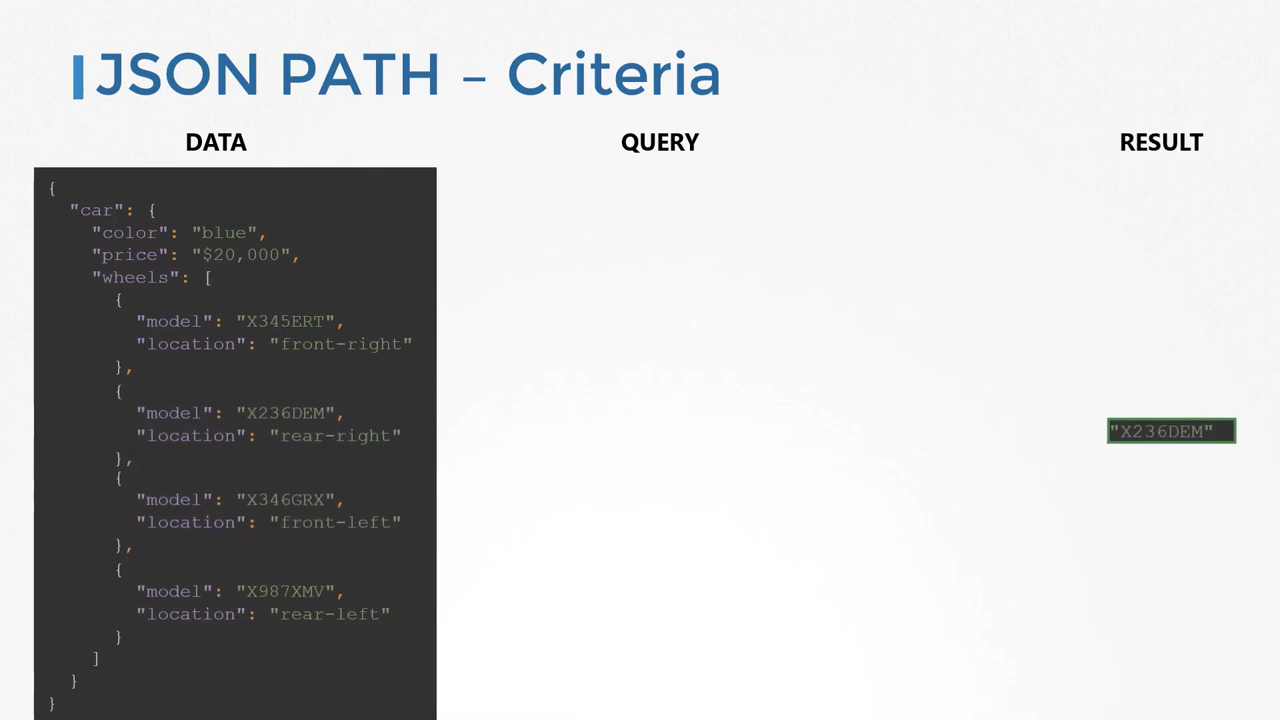 JSON PATH – Criteria
DATA
QUERY
RESULT
{
"car": {
"color": "blue",
"price": "$20,000",
"wheels": [
{
"model": "X345ERT",
"location": "front-right"
},
{
"model": "X236DEM",
"location": "rear-right"
},
{
"model": "X346GRX",
"location": "front-left"
},
{
"model": "X987XMV",
"location": "rear-left"
}
]
}
}
"X236DEM"